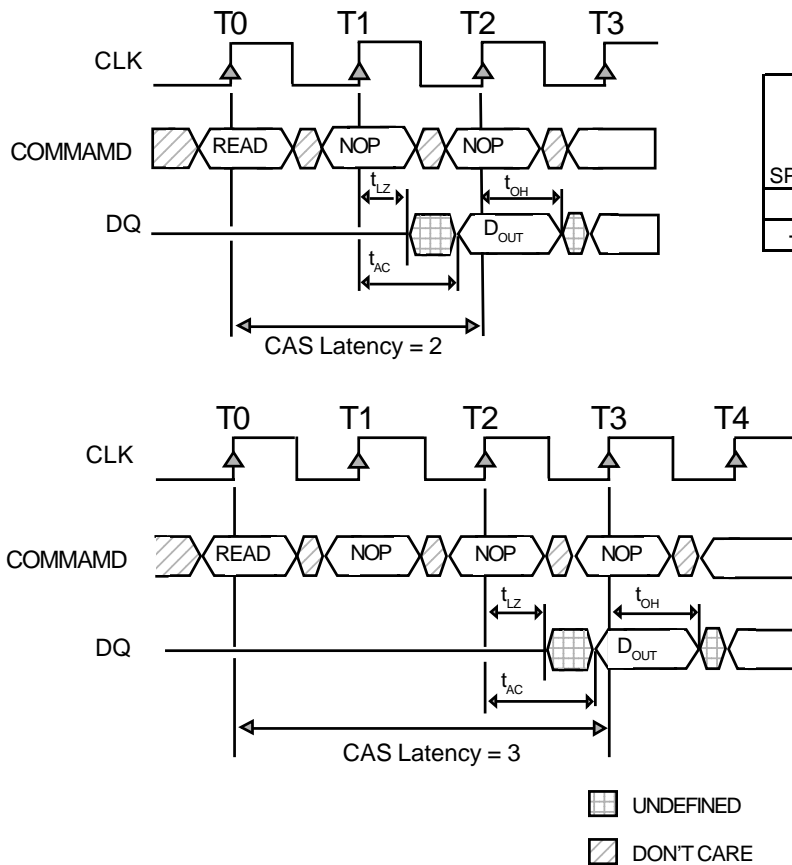 T0 T1 T2 T3
CLK
COMMAMD READ NOP NOP
tLZ tOH
DQ DOUT
tAC
CAS Latency = 2
T0 T1 T2 T3 T4
CLK
COMMAMD READ NOP NOP NOP
tLZ tOH
DQ DOUT
tAC
CAS Latency = 3
UNDEFINED
DON'T CARE